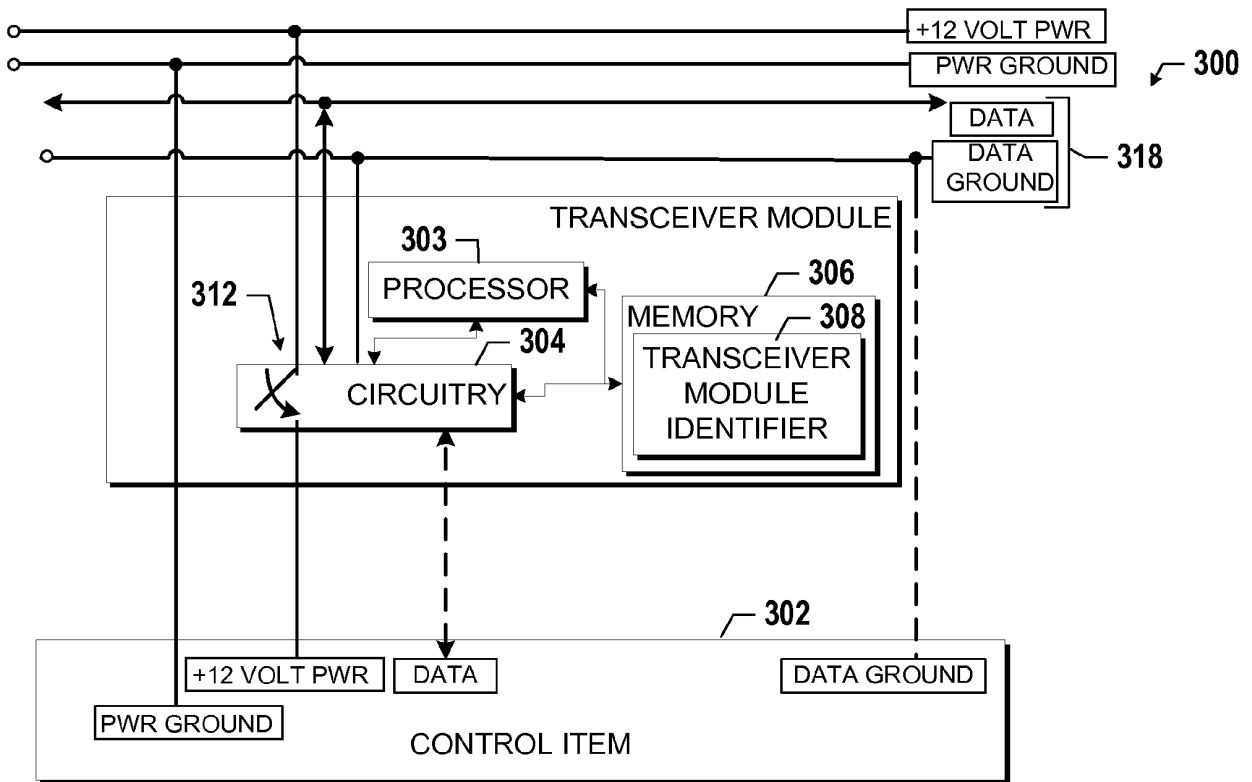 +12 VOLT PWR
PWR GROUND
300
DATA
DATA
GROUND
318
TRANSCEIVER MODULE
303
PROCESSOR
306
MEMORY
308
TRANSCEIVER
MODULE
IDENTIFIER
312
304
CIRCUITRY
302
+12 VOLT PWR
DATA
DATA GROUND
PWR GROUND
CONTROL ITEM